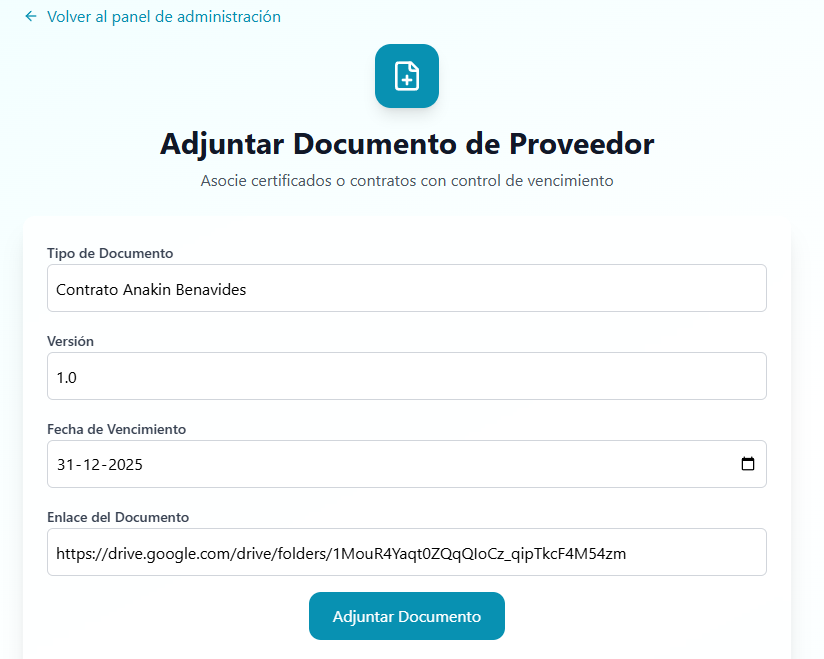 ← Volver al panel de administración
Adjuntar Documento de Proveedor
Asocie certificados o contratos con control de vencimiento
Tipo de Documento
Contrato Anakin Benavides
Versión
1.0
Fecha de Vencimiento
31-12-2025
Enlace del Documento
https://drive.google.com/drive/folders/1MouR4Yaqt0ZQqQIoCz_qipTkcF4M54zm
Adjuntar Documento